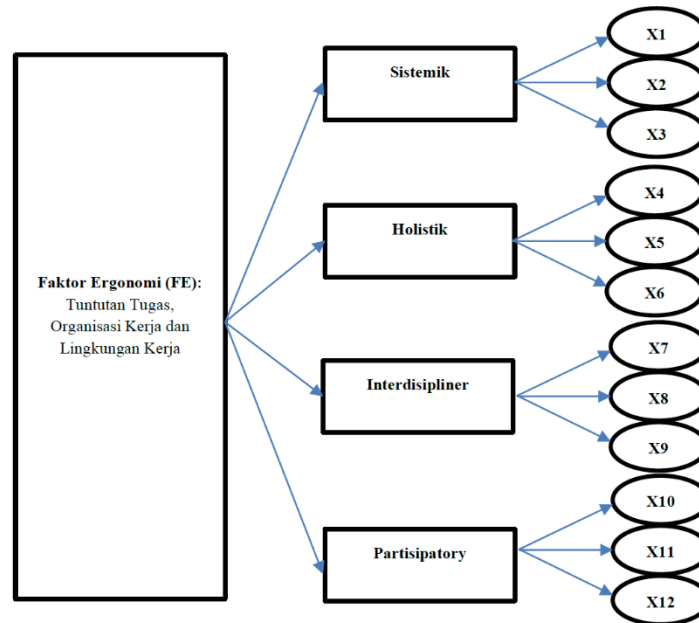 Faktor Ergonomi (FE):
Tuntutan Tugas,
Organisasi Kerja dan
Lingkungan Kerja
Sistemik
X1
X2
X3
Holistik
X4
X5
X6
Interdisipliner
X7
X8
X9
Partisipatory
X10
X11
X12